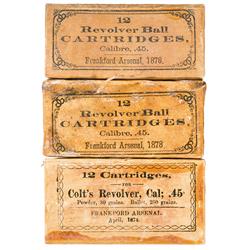 12
Revolver Ball
CARTRIDGES,
Calibre, .45.
Frankford Arsenal, 1878.
12
Revolver Ball
CARTRIDGES,
Calibre, .45.
Frankford Arsenal, 1878.
12 Cartridges,
FOR
Colt's Revolver, Cal; .45
Powder, 30 grains. Bullet, 250 grains.
FRANKFORD ARSENAL.
April, 1874.